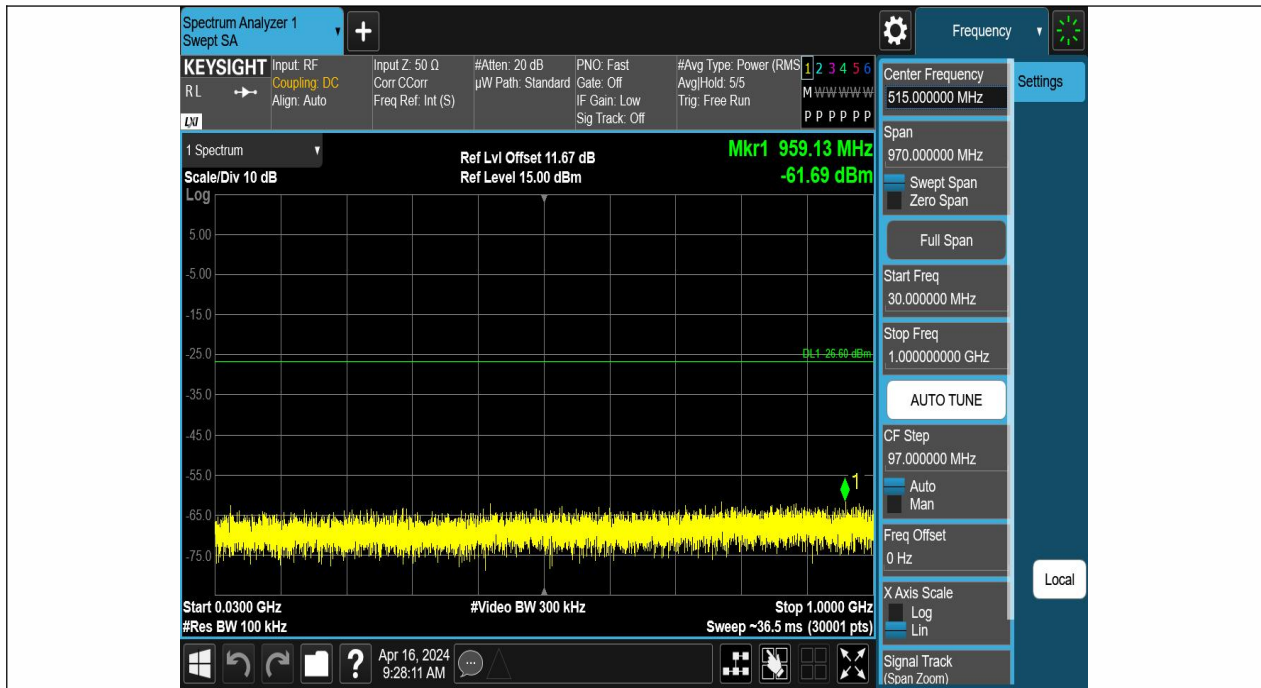 Spectrum Analyzer 1
Swept SA
+
Frequency
KEYSIGHT
R L
LXI
Input: RF
Coupling: DC
Align: Auto
Input Z: 50 Ω
Corr CCorr
Freq Ref: Int (S)
#Atten: 20 dB
µW Path: Standard
PNO: Fast
Gate: Off
IF Gain: Low
Sig Track: Off
#Avg Type: Power (RMS
Avg|Hold: 5/5
Trig: Free Run
1 2 3 4 5 6
M W W W W W
P P P P P P
1 Spectrum
Scale/Div 10 dB
Log
Ref Lvl Offset 11.67 dB
Ref Level 15.00 dBm
Mkr1 959.13 MHz
-61.69 dBm
5.00
-5.00
-15.0
-25.0
DL1 -26.60 dBm
-35.0
-45.0
-55.0
1
-65.0
-75.0
Start 0.0300 GHz
#Res BW 100 kHz
#Video BW 300 kHz
Stop 1.0000 GHz
Sweep ~36.5 ms (30001 pts)
?
Apr 16, 2024
9:28:11 AM
Center Frequency
515.000000 MHz
Settings
Span
970.000000 MHz
Swept Span
Zero Span
Full Span
Start Freq
30.000000 MHz
Stop Freq
1.000000000 GHz
AUTO TUNE
CF Step
97.000000 MHz
Auto
Man
Freq Offset
0 Hz
X Axis Scale
Log
Lin
Signal Track
(Span Zoom)
Local